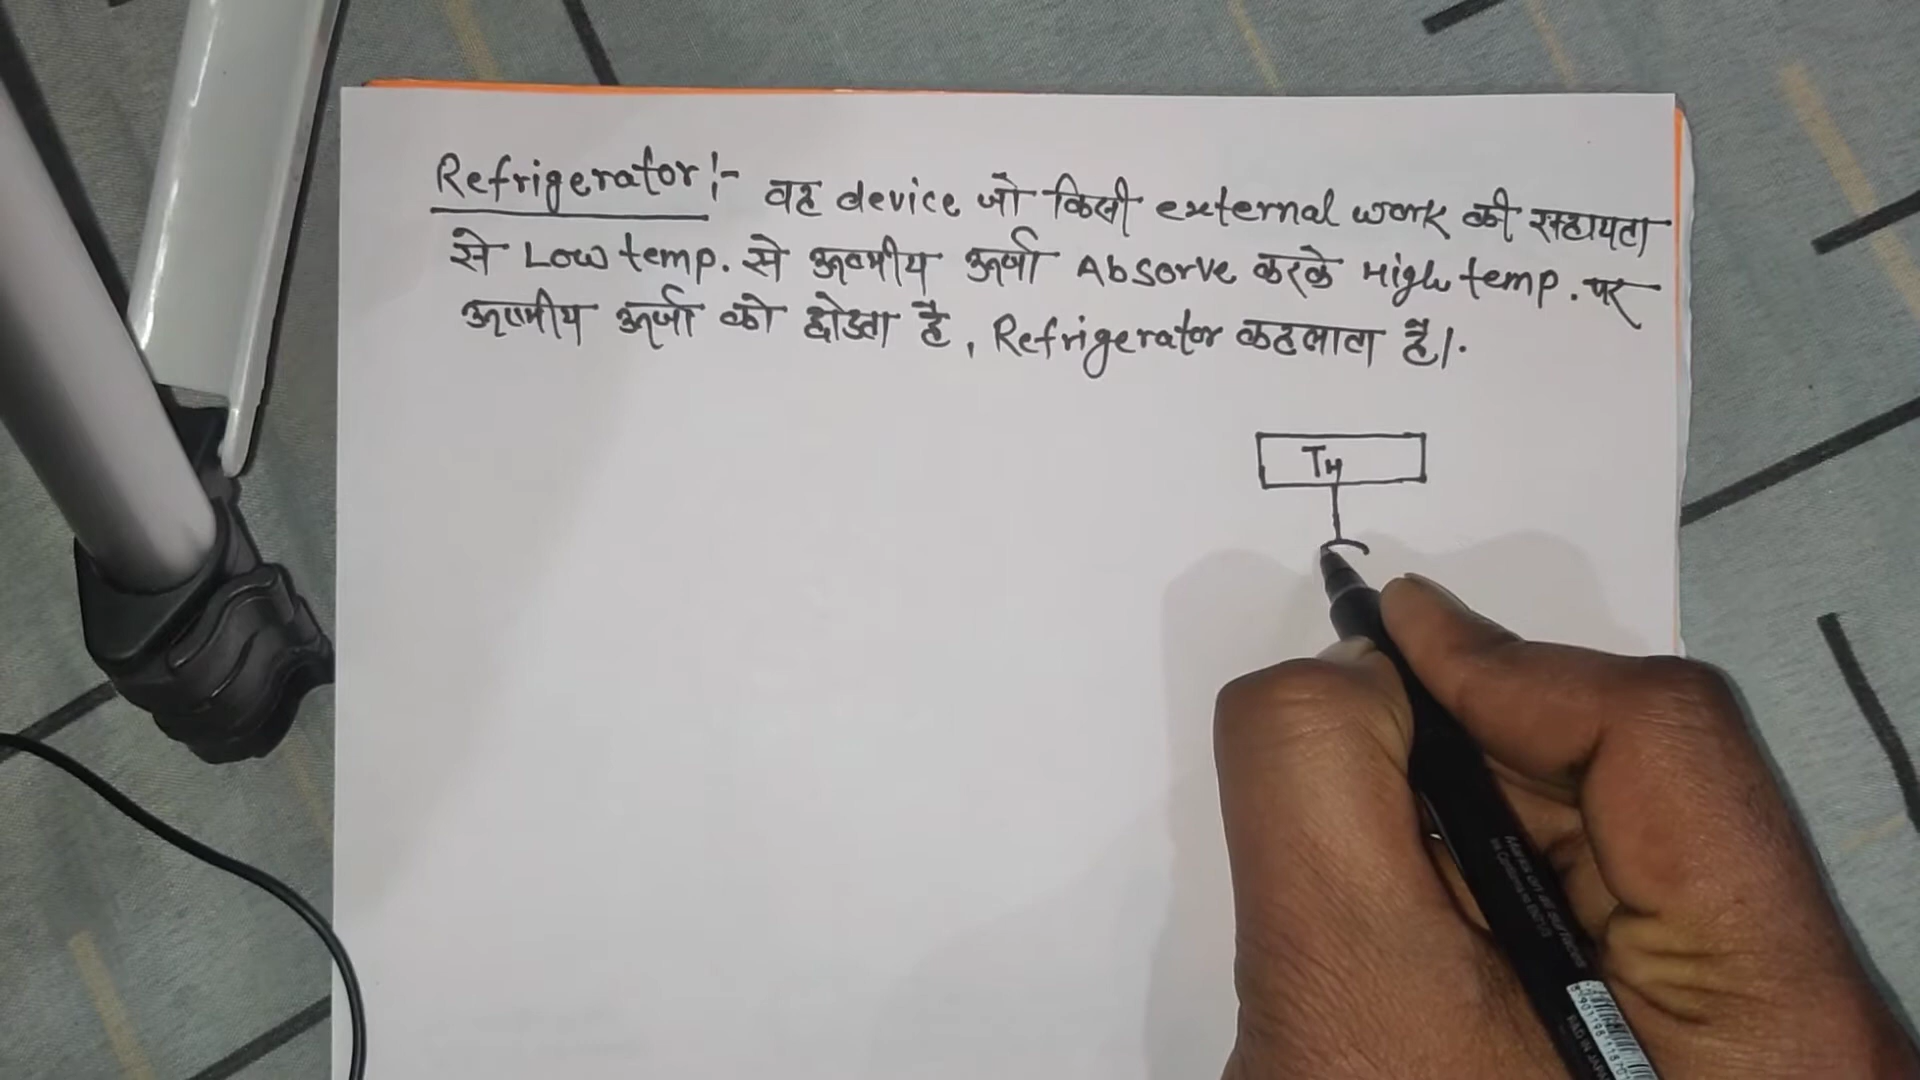 Refrigerator:- वह device जो किसी external work की सहायता
से Low temp. से ऊष्मीय ऊर्जा Absorve करके High temp. पर
ऊष्मीय ऊर्जा को छोडता है, Refrigerator कहलाता है।.
TH